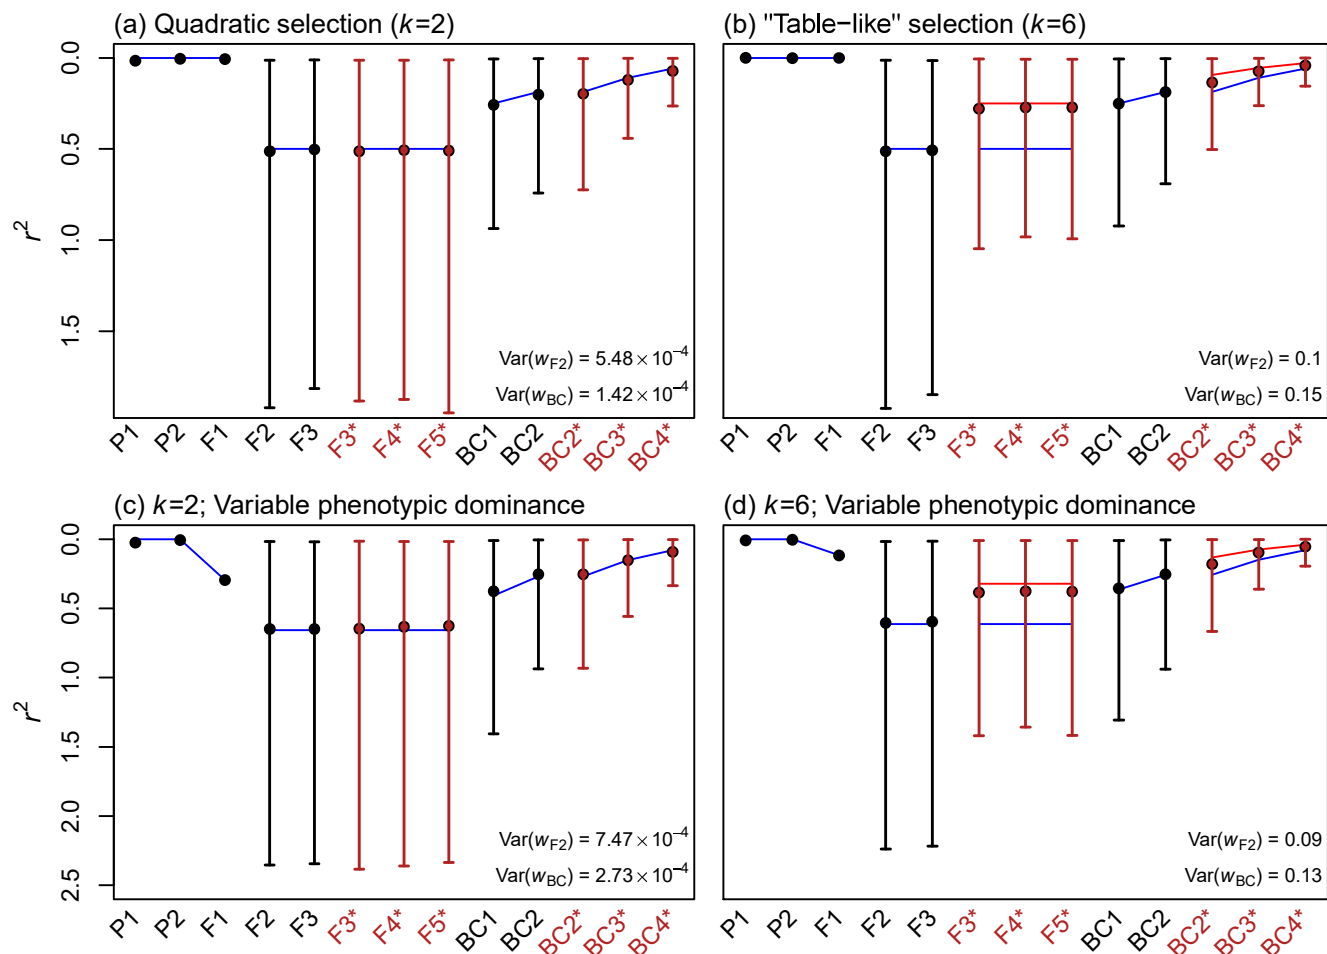 (a) Quadratic selection (k=2)
(b) "Table−like" selection (k=6)
r²
0.0
0.5
1.0
1.5
Var(wF2) = 5.48 × 10⁻⁴
Var(wBC) = 1.42 × 10⁻⁴
Var(wF2) = 0.1
Var(wBC) = 0.15
P1 P2 F1 F2 F3 F3* F4* F5* BC1 BC2 BC2* BC3* BC4*
P1 P2 F1 F2 F3 F3* F4* F5* BC1 BC2 BC2* BC3* BC4*
(c) k=2; Variable phenotypic dominance
(d) k=6; Variable phenotypic dominance
r²
0.0
0.5
1.0
1.5
2.0
2.5
Var(wF2) = 7.47 × 10⁻⁴
Var(wBC) = 2.73 × 10⁻⁴
Var(wF2) = 0.09
Var(wBC) = 0.13
P1 P2 F1 F2 F3 F3* F4* F5* BC1 BC2 BC2* BC3* BC4*
P1 P2 F1 F2 F3 F3* F4* F5* BC1 BC2 BC2* BC3* BC4*